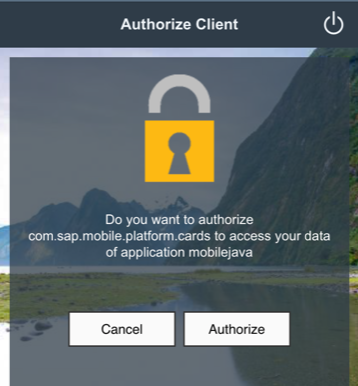 Authorize Client
Do you want to authorize
com.sap.mobile.platform.cards to access your data
of application mobilejava
Cancel
Authorize